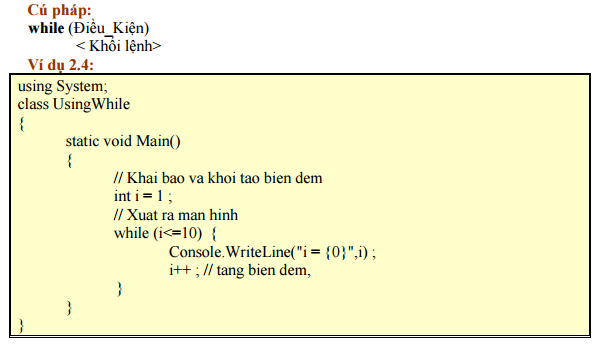 Cú pháp:
while (Điều_Kiện)
< Khối lệnh>
Ví dụ 2.4:
using System;
class UsingWhile
{
static void Main()
{
// Khai bao va khoi tao bien dem
int i = 1 ;
// Xuat ra man hinh
while (i<=10) {
Console.WriteLine("i = {0}",i) ;
i++ ; // tang bien dem,
}
}
}